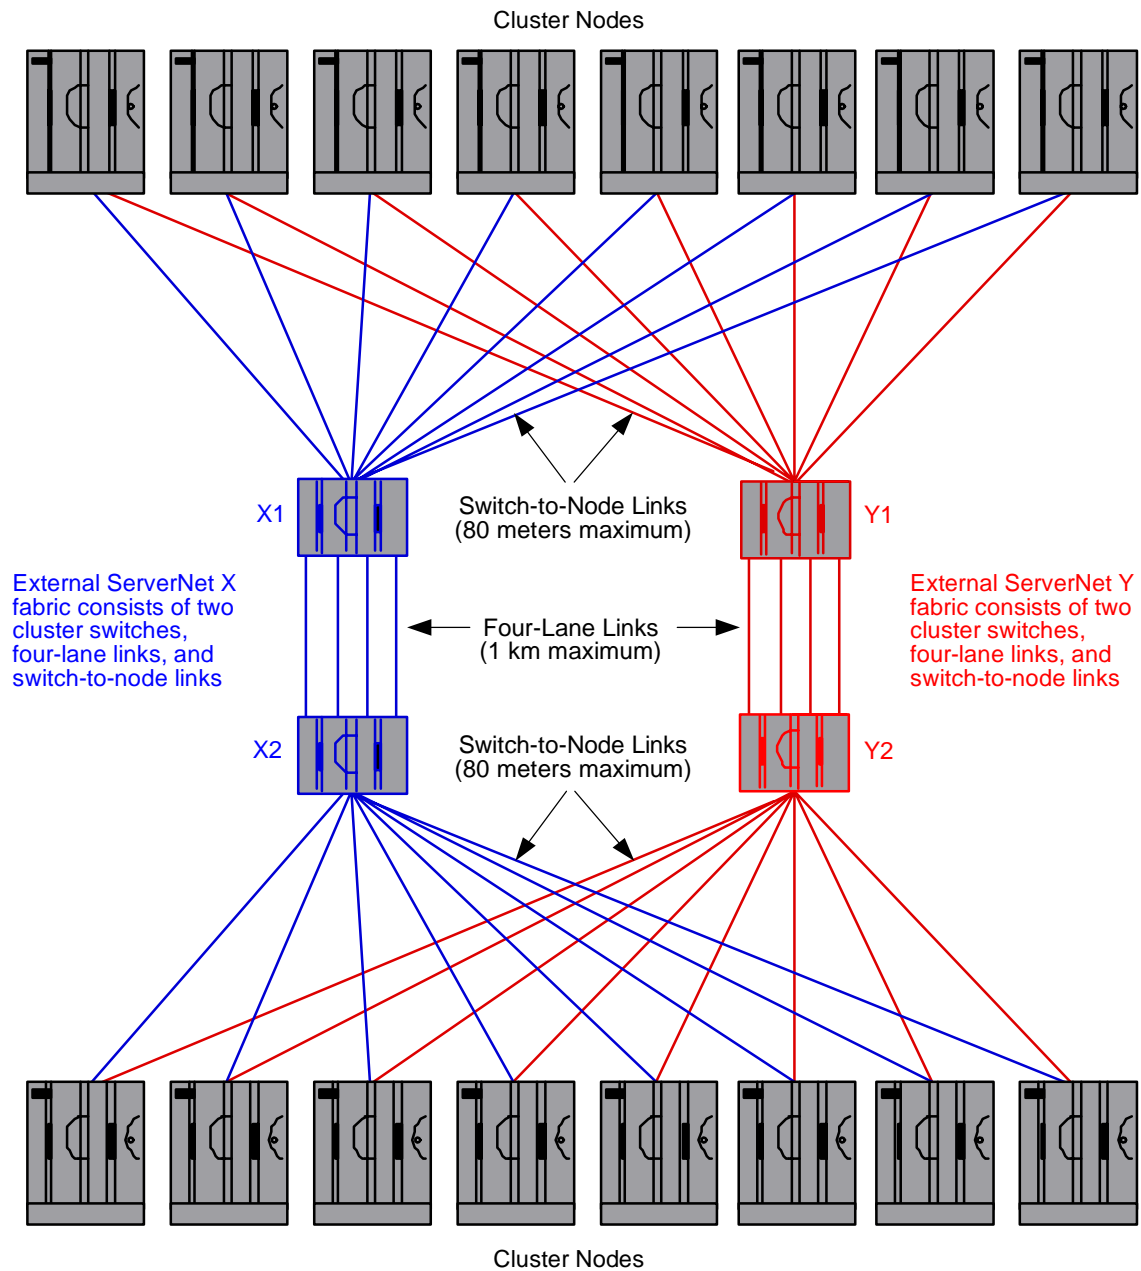 Cluster Nodes
Switch-to-Node Links
(80 meters maximum)
X1
Y1
External ServerNet X
fabric consists of two
cluster switches,
four-lane links, and
switch-to-node links
Four-Lane Links
(1 km maximum)
External ServerNet Y
fabric consists of two
cluster switches,
four-lane links, and
switch-to-node links
X2
Switch-to-Node Links
(80 meters maximum)
Y2
Cluster Nodes